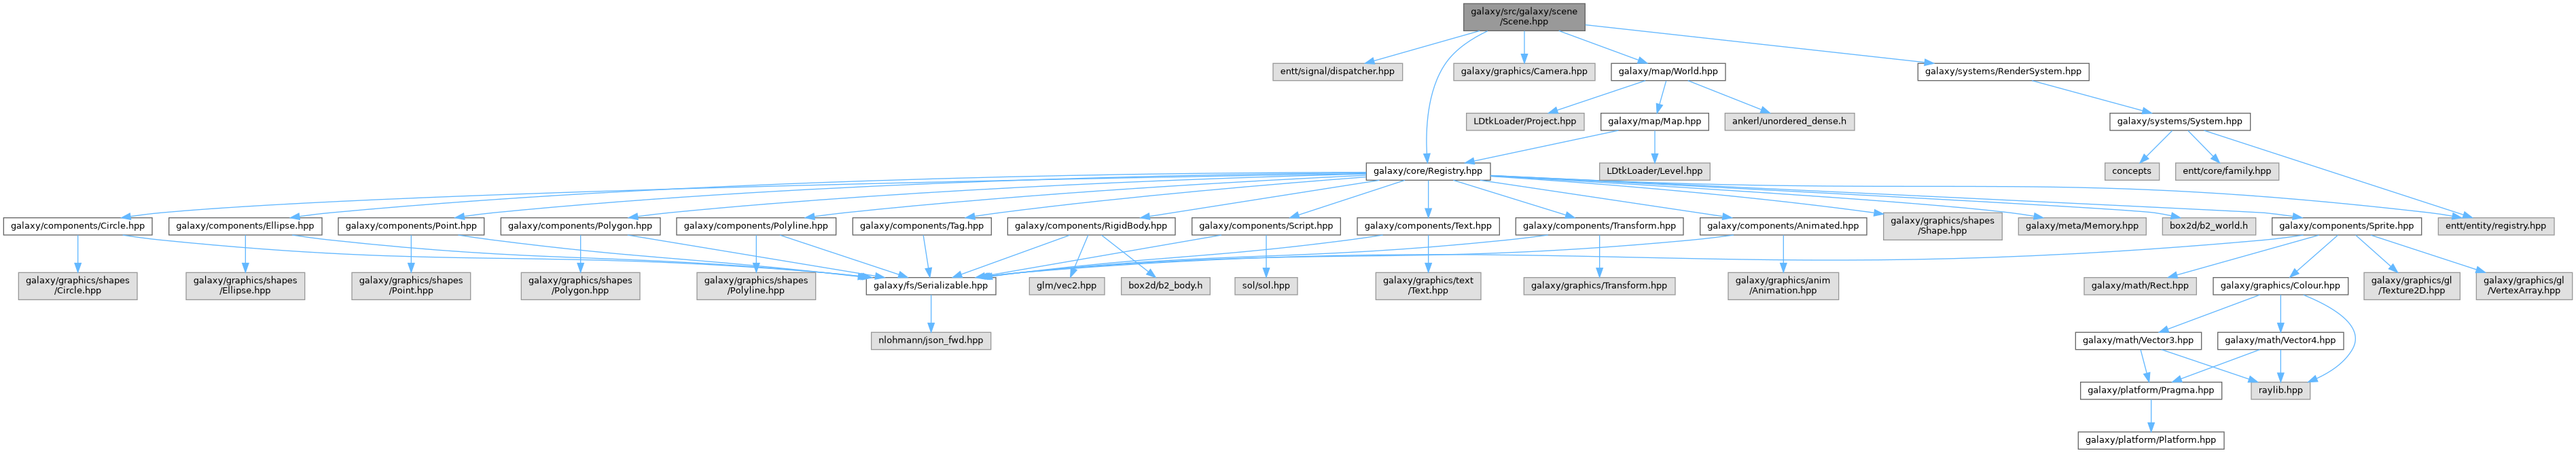 galaxy/src/galaxy/scene
/Scene.hpp
entt/signal/dispatcher.hpp
galaxy/graphics/Camera.hpp
galaxy/map/World.hpp
galaxy/systems/RenderSystem.hpp
LDtkLoader/Project.hpp
galaxy/map/Map.hpp
ankerl/unordered_dense.h
galaxy/systems/System.hpp
galaxy/core/Registry.hpp
LDtkLoader/Level.hpp
concepts
entt/core/family.hpp
galaxy/components/Circle.hpp
galaxy/components/Ellipse.hpp
galaxy/components/Point.hpp
galaxy/components/Polygon.hpp
galaxy/components/Polyline.hpp
galaxy/components/Tag.hpp
galaxy/components/RigidBody.hpp
galaxy/components/Script.hpp
galaxy/components/Text.hpp
galaxy/components/Transform.hpp
galaxy/components/Animated.hpp
galaxy/graphics/shapes
/Shape.hpp
galaxy/meta/Memory.hpp
box2d/b2_world.h
galaxy/components/Sprite.hpp
entt/entity/registry.hpp
galaxy/graphics/shapes
/Circle.hpp
galaxy/graphics/shapes
/Ellipse.hpp
galaxy/graphics/shapes
/Point.hpp
galaxy/graphics/shapes
/Polygon.hpp
galaxy/graphics/shapes
/Polyline.hpp
galaxy/fs/Serializable.hpp
glm/vec2.hpp
box2d/b2_body.h
sol/sol.hpp
galaxy/graphics/text
/Text.hpp
galaxy/graphics/Transform.hpp
galaxy/graphics/anim
/Animation.hpp
galaxy/math/Rect.hpp
galaxy/graphics/Colour.hpp
galaxy/graphics/gl
/Texture2D.hpp
galaxy/graphics/gl
/VertexArray.hpp
nlohmann/json_fwd.hpp
galaxy/math/Vector3.hpp
galaxy/math/Vector4.hpp
galaxy/platform/Pragma.hpp
raylib.hpp
galaxy/platform/Platform.hpp